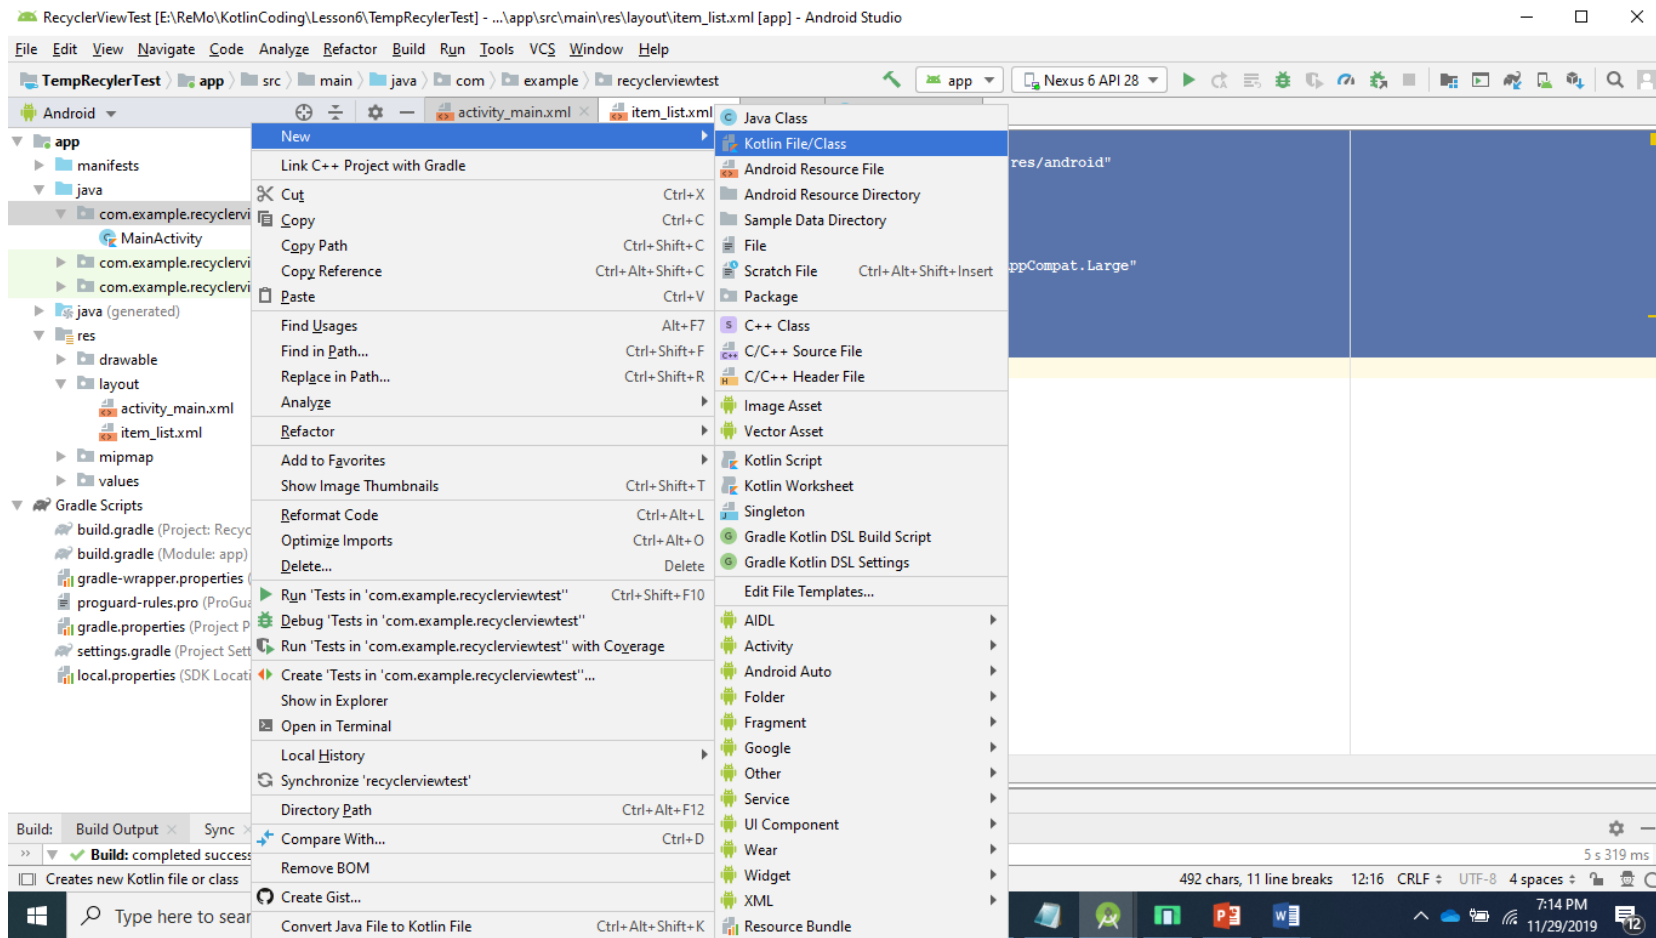 RecyclerViewTest [E:\ReMo\KotlinCoding\Lesson6\TempRecylerTest] - ...\app\src\main\res\layout\item_list.xml [app] - Android Studio
File Edit View Navigate Code Analyze Refactor Build Run Tools VCS Window Help
TempRecylerTest app src main java com example recyclerviewtest app Nexus 6 API 28
Android activity_main.xml item_list.xml
app
manifests
java
com.example.recyclervi
MainActivity
com.example.recyclervi
com.example.recyclervi
java (generated)
res
drawable
layout
activity_main.xml
item_list.xml
mipmap
values
Gradle Scripts
build.gradle (Project: Recyc
build.gradle (Module: app)
gradle-wrapper.properties (
proguard-rules.pro (ProGua
gradle.properties (Project P
settings.gradle (Project Sett
local.properties (SDK Locati
New
Link C++ Project with Gradle
Cut Ctrl+X
Copy Ctrl+C
Copy Path Ctrl+Shift+C
Copy Reference Ctrl+Alt+Shift+C
Paste Ctrl+V
Find Usages Alt+F7
Find in Path... Ctrl+Shift+F
Replace in Path... Ctrl+Shift+R
Analyze
Refactor
Add to Favorites
Show Image Thumbnails Ctrl+Shift+T
Reformat Code Ctrl+Alt+L
Optimize Imports Ctrl+Alt+O
Delete... Delete
Run 'Tests in 'com.example.recyclerviewtest'' Ctrl+Shift+F10
Debug 'Tests in 'com.example.recyclerviewtest''
Run 'Tests in 'com.example.recyclerviewtest'' with Coverage
Create 'Tests in 'com.example.recyclerviewtest''...
Show in Explorer
Open in Terminal
Local History
Synchronize 'recyclerviewtest'
Directory Path Ctrl+Alt+F12
Compare With... Ctrl+D
Remove BOM
Create Gist...
Convert Java File to Kotlin File Ctrl+Alt+Shift+K
Java Class
Kotlin File/Class
Android Resource File
Android Resource Directory
Sample Data Directory
File
Scratch File Ctrl+Alt+Shift+Insert
Package
S C++ Class
C++ C/C++ Source File
H C/C++ Header File
Image Asset
Vector Asset
Kotlin Script
Kotlin Worksheet
Singleton
G Gradle Kotlin DSL Build Script
G Gradle Kotlin DSL Settings
Edit File Templates...
AIDL
Activity
Android Auto
Folder
Fragment
Google
Other
Service
UI Component
Wear
Widget
XML
Resource Bundle
res/android"
ppCompat.Large"
Build: Build Output Sync
Build: completed success
5 s 319 ms
Creates new Kotlin file or class 492 chars, 11 line breaks 12:16 CRLF UTF-8 4 spaces
Type here to sear
7:14 PM
11/29/2019
12